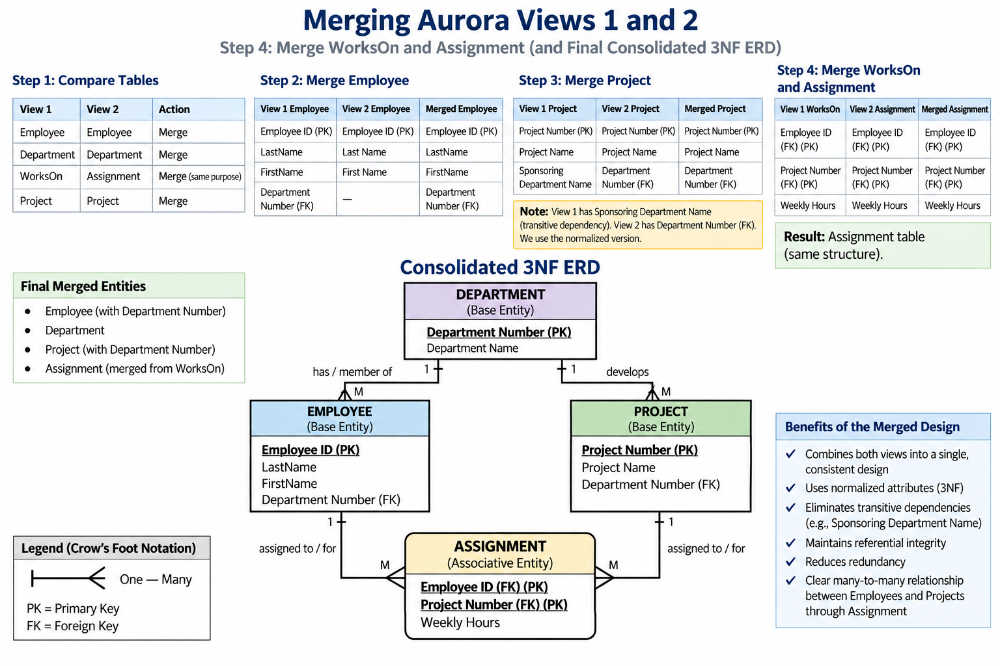 Merging Aurora Views 1 and 2
Step 4: Merge WorksOn and Assignment (and Final Consolidated 3NF ERD)
Step 1: Compare Tables
View 1 View 2 Action
Employee Employee Merge
Department Department Merge
WorksOn Assignment Merge (same purpose)
Project Project Merge
Step 2: Merge Employee
View 1 Employee View 2 Employee Merged Employee
Employee ID (PK) Employee ID (PK) Employee ID (PK)
LastName Last Name LastName
FirstName First Name FirstName
Department — Department
Number (FK) Number (FK)
Step 3: Merge Project
View 1 Project View 2 Project Merged Project
Project Number (PK) Project Number (PK) Project Number (PK)
Project Name Project Name Project Name
Sponsoring Department Department
Department Name Number (FK) Number (FK)
Note: View 1 has Sponsoring Department Name
(transitive dependency). View 2 has Department Number (FK).
We use the normalized version.
Step 4: Merge WorksOn
and Assignment
View 1 WorksOn View 2 Assignment Merged Assignment
Employee ID Employee ID Employee ID
(FK) (PK) (FK) (PK) (FK) (PK)
Project Number Project Number Project Number
(FK) (PK) (FK) (PK) (FK) (PK)
Weekly Hours Weekly Hours Weekly Hours
Result: Assignment table
(same structure).
Final Merged Entities
● Employee (with Department Number)
● Department
● Project (with Department Number)
● Assignment (merged from WorksOn)
Consolidated 3NF ERD
DEPARTMENT
(Base Entity)
Department Number (PK)
Department Name
has / member of 1 1 develops
M M
EMPLOYEE
(Base Entity)
Employee ID (PK)
LastName
FirstName
Department Number (FK)
PROJECT
(Base Entity)
Project Number (PK)
Project Name
Department Number (FK)
1 1
assigned to / for assigned to / for
M M
ASSIGNMENT
(Associative Entity)
Employee ID (FK) (PK)
Project Number (FK) (PK)
Weekly Hours
Legend (Crow's Foot Notation)
One — Many
PK = Primary Key
FK = Foreign Key
Benefits of the Merged Design
✓ Combines both views into a single,
consistent design
✓ Uses normalized attributes (3NF)
✓ Eliminates transitive dependencies
(e.g., Sponsoring Department Name)
✓ Maintains referential integrity
✓ Reduces redundancy
✓ Clear many-to-many relationship
between Employees and Projects
through Assignment